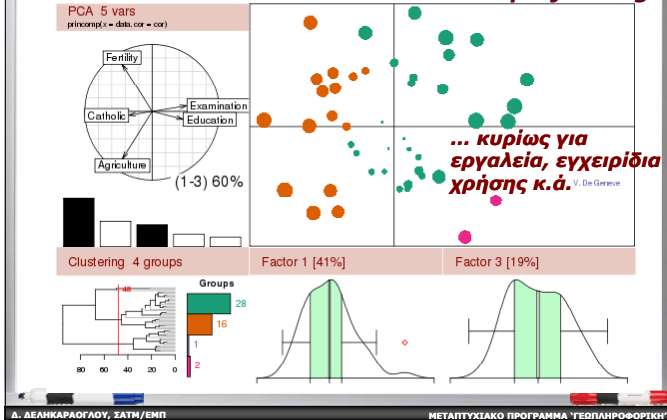 PCA 5 vars
princomp(x = data, cor = cor)
Fertility
Examination
Catholic
Education
Agriculture
(1-3) 60%
... κυρίως για
εργαλεία, εγχειρίδια
χρήσης κ.ά.
V. De Geneve
Clustering 4 groups
Factor 1 [41%]
Factor 3 [19%]
Groups
48
28
16
1
2
80 60 40 20 0
Δ. ΔΕΛΗΚΑΡΑΟΓΛΟΥ, ΣΑΤΜ/ΕΜΠ
ΜΕΤΑΠΤΥΧΙΑΚΟ ΠΡΟΓΡΑΜΜΑ 'ΓΕΩΠΛΗΡΟΦΟΡΙΚΗ'